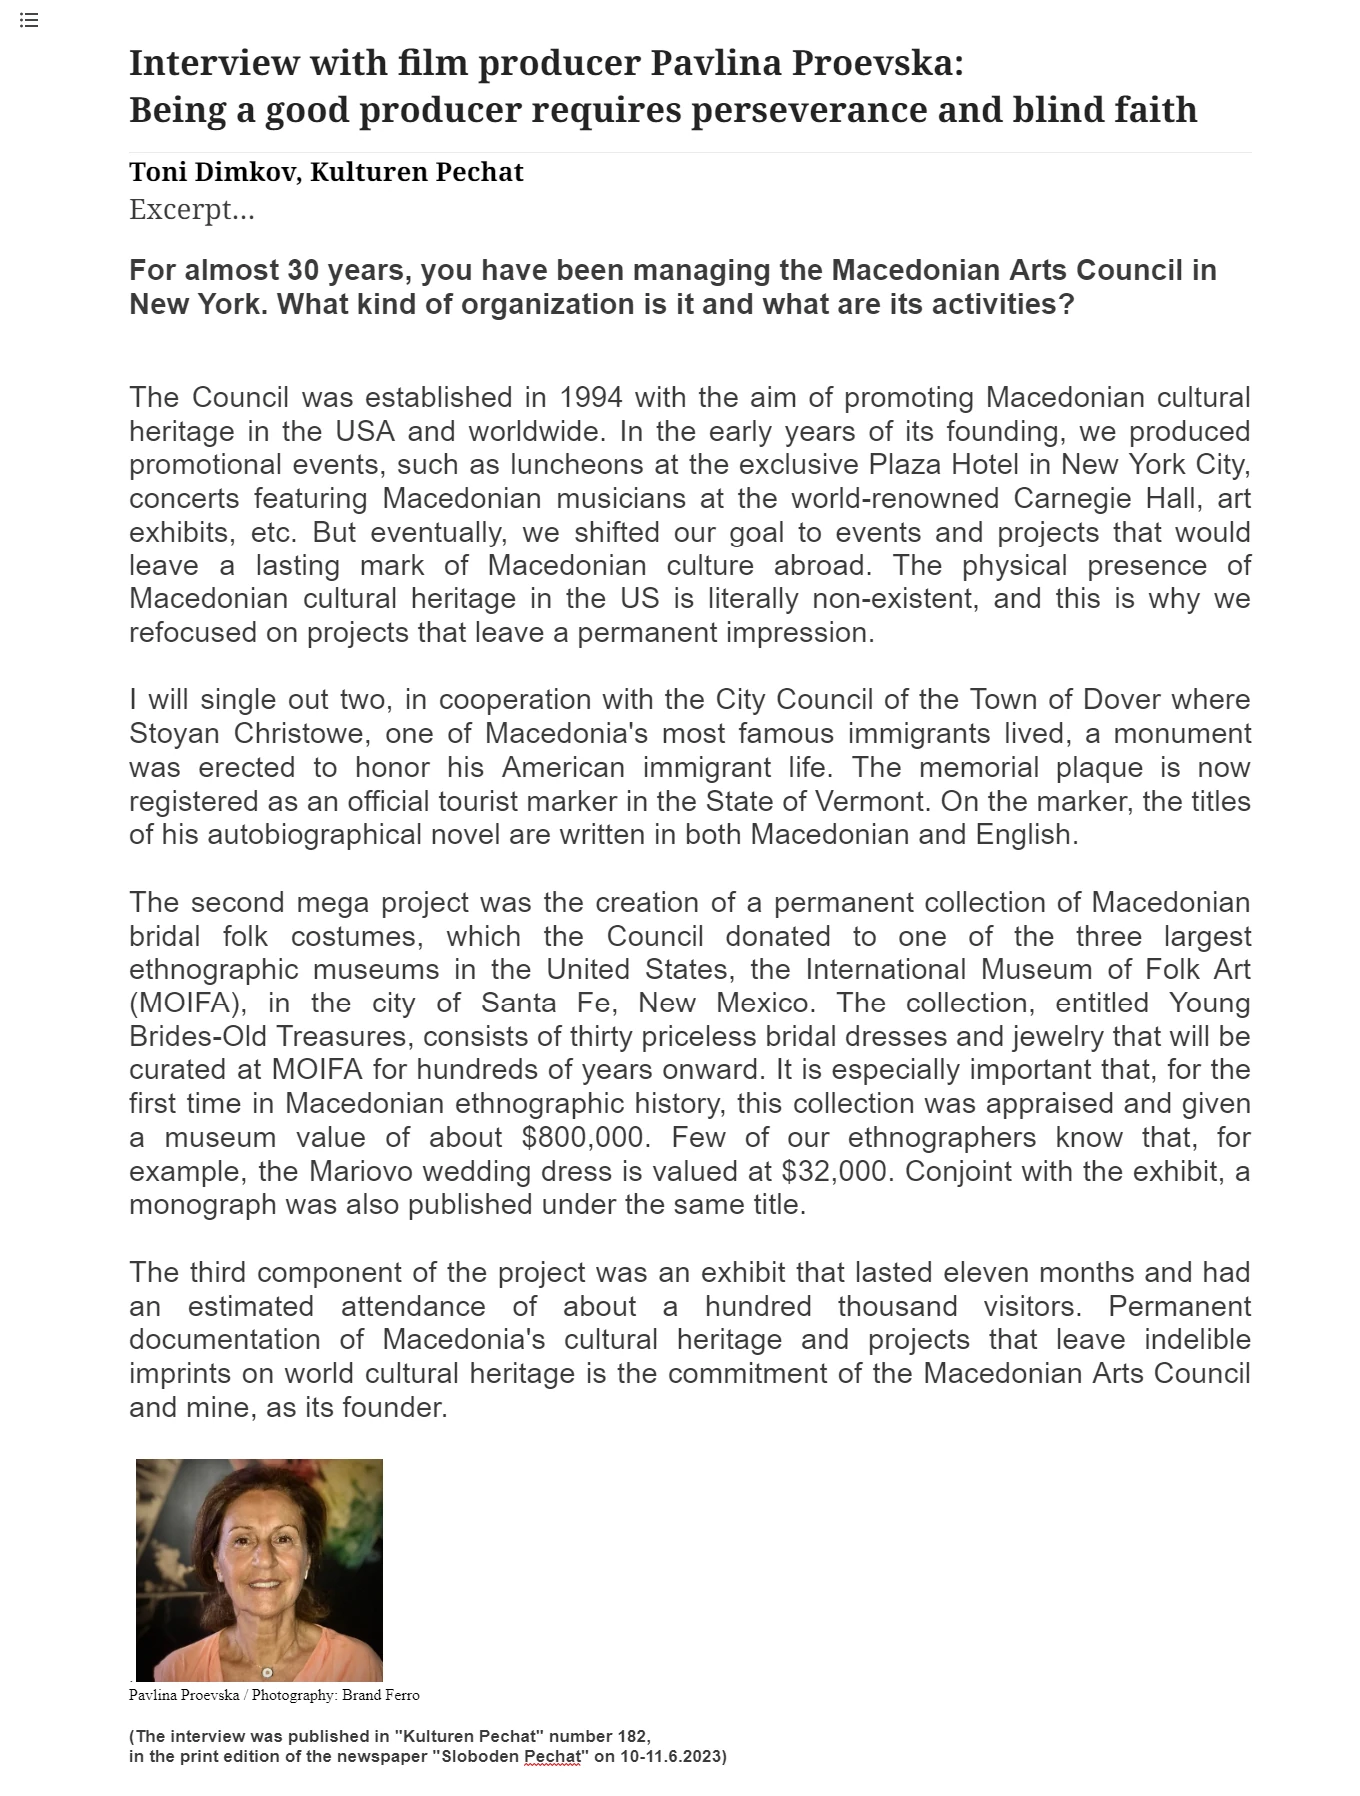 Interview with film producer Pavlina Proevska:
Being a good producer requires perseverance and blind faith
Toni Dimkov, Kulturen Pechat
Excerpt...
For almost 30 years, you have been managing the Macedonian Arts Council in
New York. What kind of organization is it and what are its activities?
The Council was established in 1994 with the aim of promoting Macedonian cultural
heritage in the USA and worldwide. In the early years of its founding, we produced
promotional events, such as luncheons at the exclusive Plaza Hotel in New York City,
concerts featuring Macedonian musicians at the world-renowned Carnegie Hall, art
exhibits, etc. But eventually, we shifted our goal to events and projects that would
leave a lasting mark of Macedonian culture abroad. The physical presence of
Macedonian cultural heritage in the US is literally non-existent, and this is why we
refocused on projects that leave a permanent impression.
I will single out two, in cooperation with the City Council of the Town of Dover where
Stoyan Christowe, one of Macedonia's most famous immigrants lived, a monument
was erected to honor his American immigrant life. The memorial plaque is now
registered as an official tourist marker in the State of Vermont. On the marker, the titles
of his autobiographical novel are written in both Macedonian and English.
The second mega project was the creation of a permanent collection of Macedonian
bridal folk costumes, which the Council donated to one of the three largest
ethnographic museums in the United States, the International Museum of Folk Art
(MOIFA), in the city of Santa Fe, New Mexico. The collection, entitled Young
Brides-Old Treasures, consists of thirty priceless bridal dresses and jewelry that will be
curated at MOIFA for hundreds of years onward. It is especially important that, for the
first time in Macedonian ethnographic history, this collection was appraised and given
a museum value of about $800,000. Few of our ethnographers know that, for
example, the Mariovo wedding dress is valued at $32,000. Conjoint with the exhibit, a
monograph was also published under the same title.
The third component of the project was an exhibit that lasted eleven months and had
an estimated attendance of about a hundred thousand visitors. Permanent
documentation of Macedonia's cultural heritage and projects that leave indelible
imprints on world cultural heritage is the commitment of the Macedonian Arts Council
and mine, as its founder.
Pavlina Proevska / Photography: Brand Ferro
(The interview was published in "Kulturen Pechat" number 182,
in the print edition of the newspaper "Sloboden Pechat" on 10-11.6.2023)